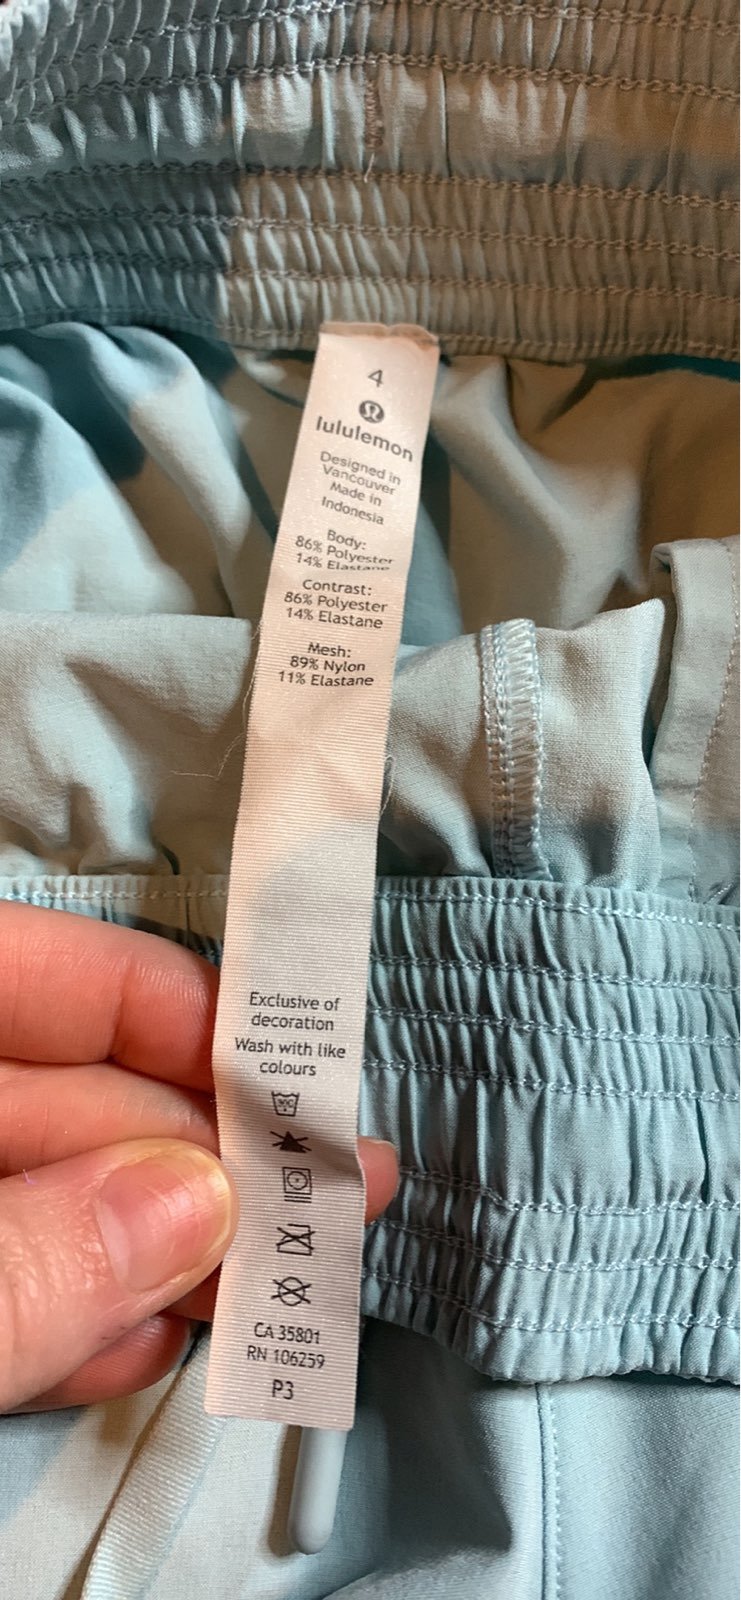 4
lululemon
Designed in
Vancouver
Made in
Indonesia
Body:
86% Polyester
14% Elastane
Contrast:
86% Polyester
14% Elastane
Mesh:
89% Nylon
11% Elastane
Exclusive of
decoration
Wash with like
colours
30C
CA 35801
RN 106259
P3